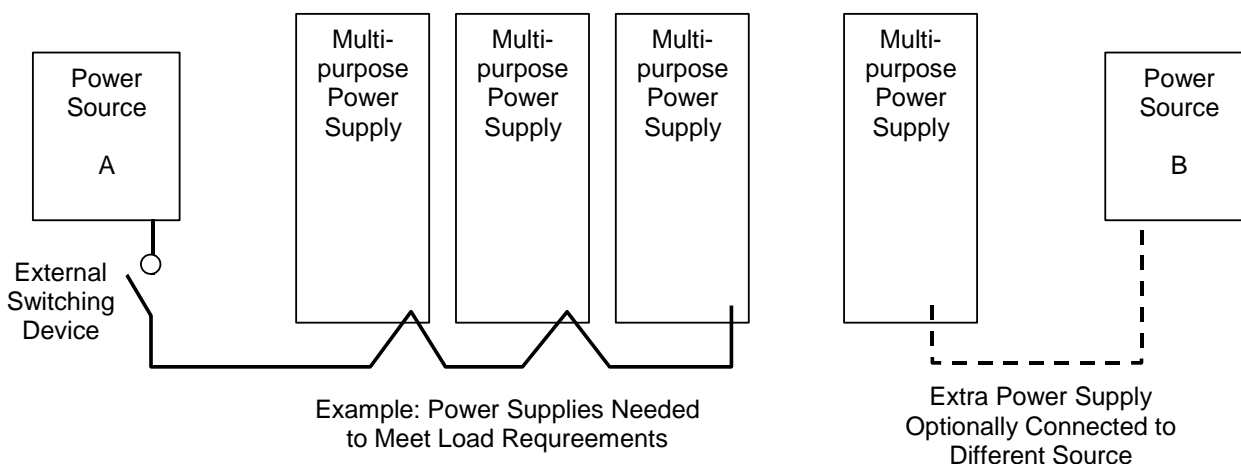 Power
Source
A
External
Switching
Device
Multi-
purpose
Power
Supply
Multi-
purpose
Power
Supply
Multi-
purpose
Power
Supply
Multi-
purpose
Power
Supply
Power
Source
B
Example: Power Supplies Needed
to Meet Load Requreements
Extra Power Supply
Optionally Connected to
Different Source